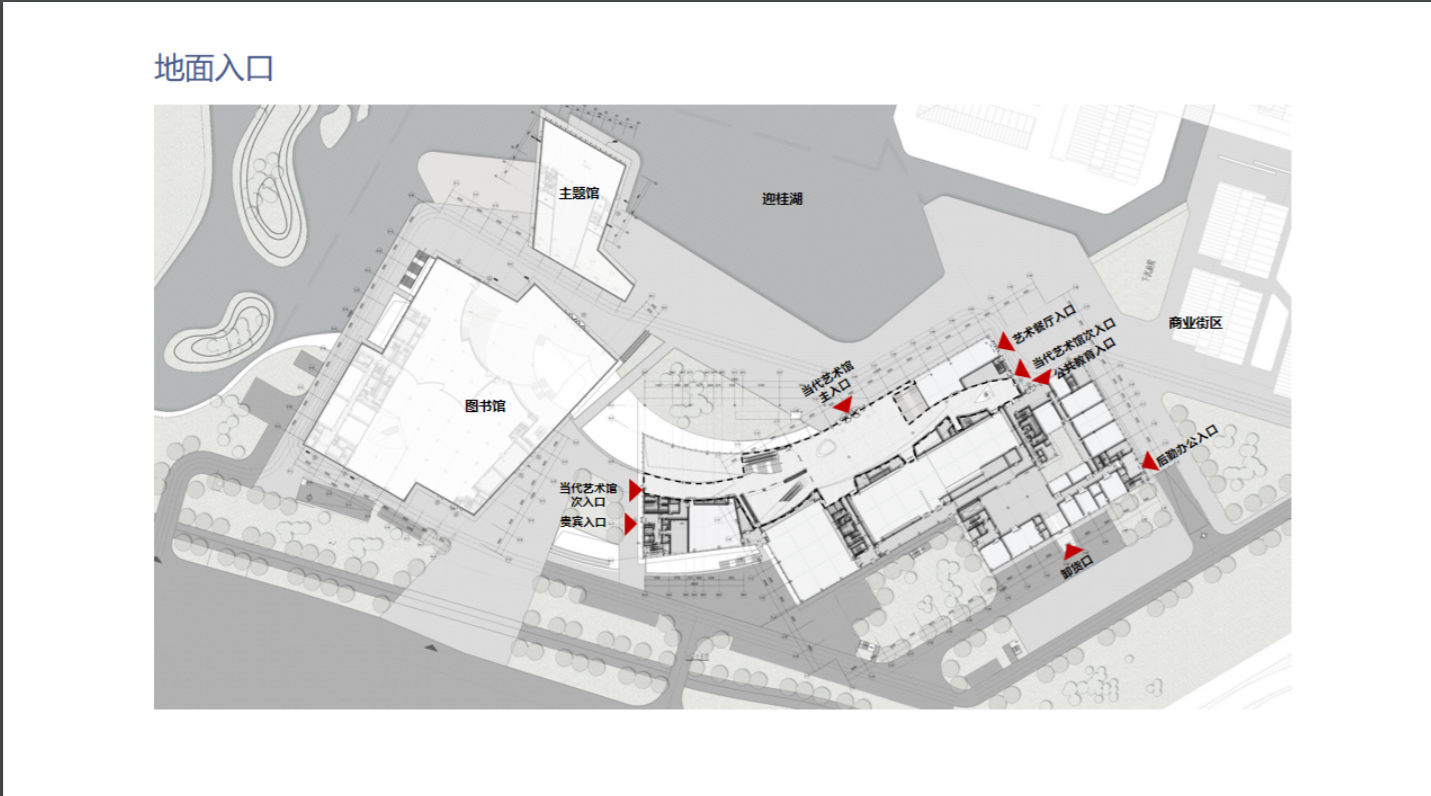 地面入口
主题馆
迎桂湖
艺术餐厅入口
商业街区
当代艺术馆次入口
公共教育入口
当代艺术馆
主入口
图书馆
后勤办公入口
当代艺术馆
次入口
贵宾入口
卸货口